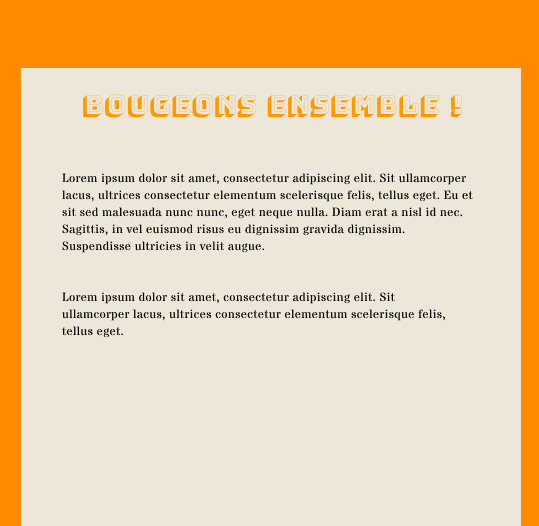 BOUGEONS ENSEMBLE !
Lorem ipsum dolor sit amet, consectetur adipiscing elit. Sit ullamcorper
lacus, ultrices consectetur elementum scelerisque felis, tellus eget. Eu et
sit sed malesuada nunc nunc, eget neque nulla. Diam erat a nisl id nec.
Sagittis, in vel euismod risus eu dignissim gravida dignissim.
Suspendisse ultricies in velit augue.
Lorem ipsum dolor sit amet, consectetur adipiscing elit. Sit
ullamcorper lacus, ultrices consectetur elementum scelerisque felis,
tellus eget.